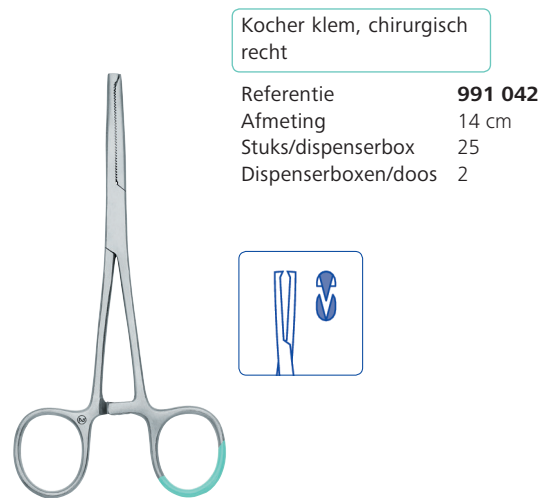 Kocher klem, chirurgisch
recht
Referentie 991 042
Afmeting 14 cm
Stuks/dispenserbox 25
Dispenserboxen/doos 2